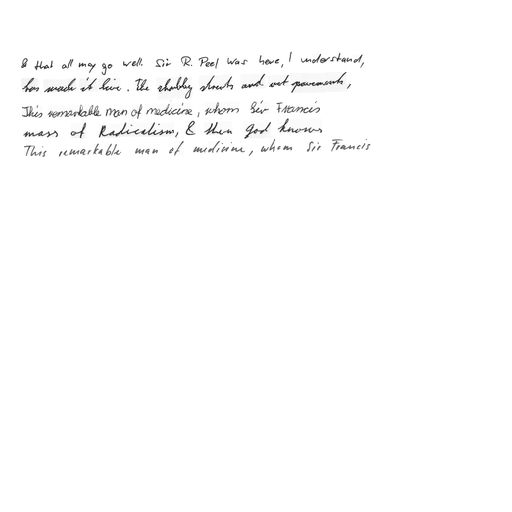 & that all may go well. Sir R. Peel was here, I understand,
has made it live. The shabby streets and wet pavements,
This remarkable man of medicine, whom Sir Francis
mass of Radicalism, & then God knows
This remarkable man of medicine, whom Sir Francis